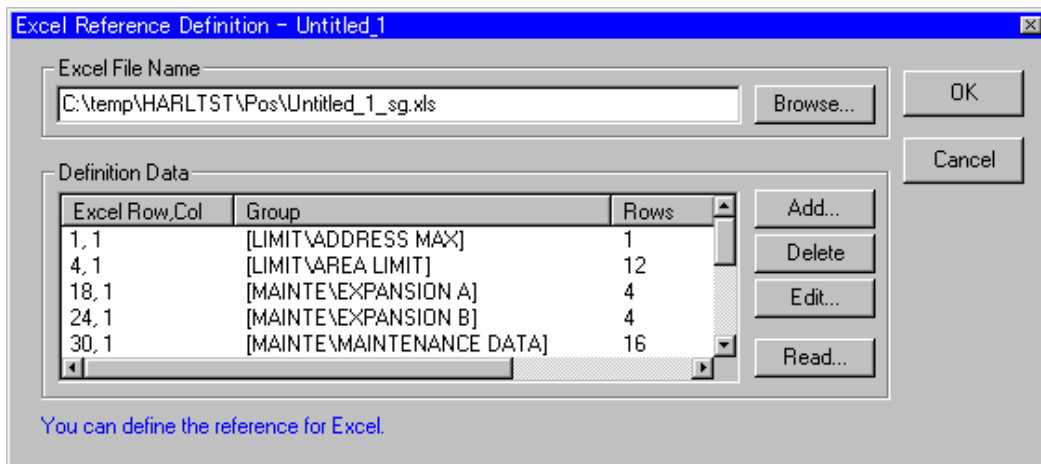 Excel Reference Definition - Untitled_1
Excel File Name
C:\temp\HARLTST\Pos\Untitled_1_sg.xls
Browse...
OK
Cancel
Definition Data
Excel Row,Col Group Rows
1, 1 [LIMIT\ADDRESS MAX] 1
4, 1 [LIMIT\AREA LIMIT] 12
18, 1 [MAINTE\EXPANSION A] 4
24, 1 [MAINTE\EXPANSION B] 4
30, 1 [MAINTE\MAINTENANCE DATA] 16
Add...
Delete
Edit...
Read...
You can define the reference for Excel.